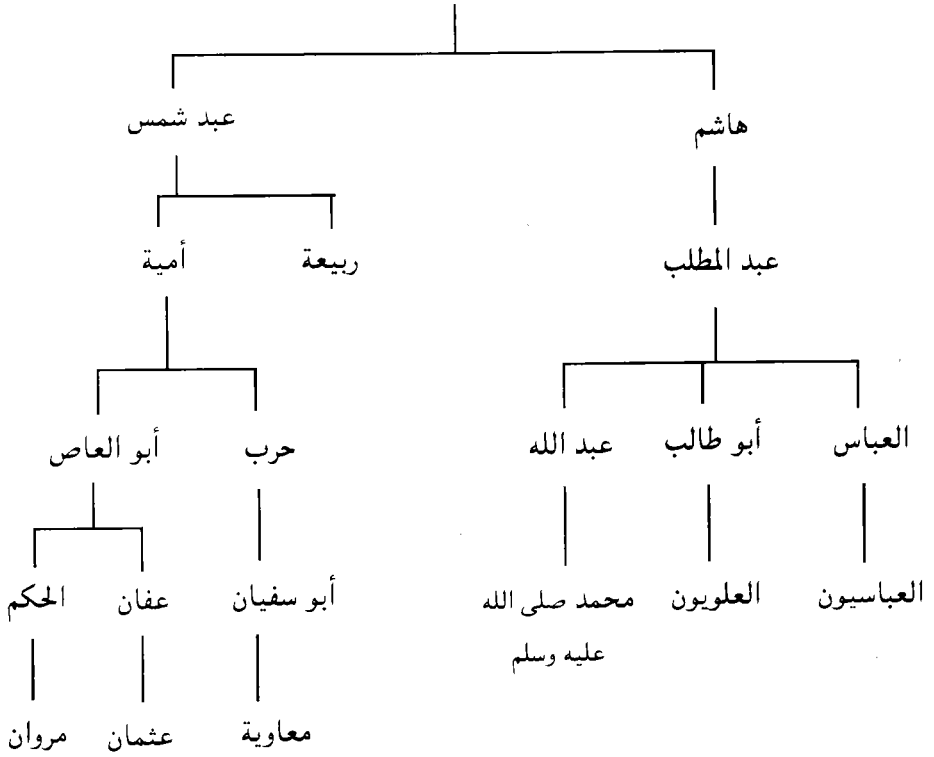 هاشم
عبد شمس
عبد المطلب
ربيعة
أمية
العباس
أبو طالب
عبد الله
حرب
أبو العاص
العباسيون
العلويون
محمد صلى الله
عليه وسلم
أبو سفيان
عفان
الحكم
معاوية
عثمان
مروان